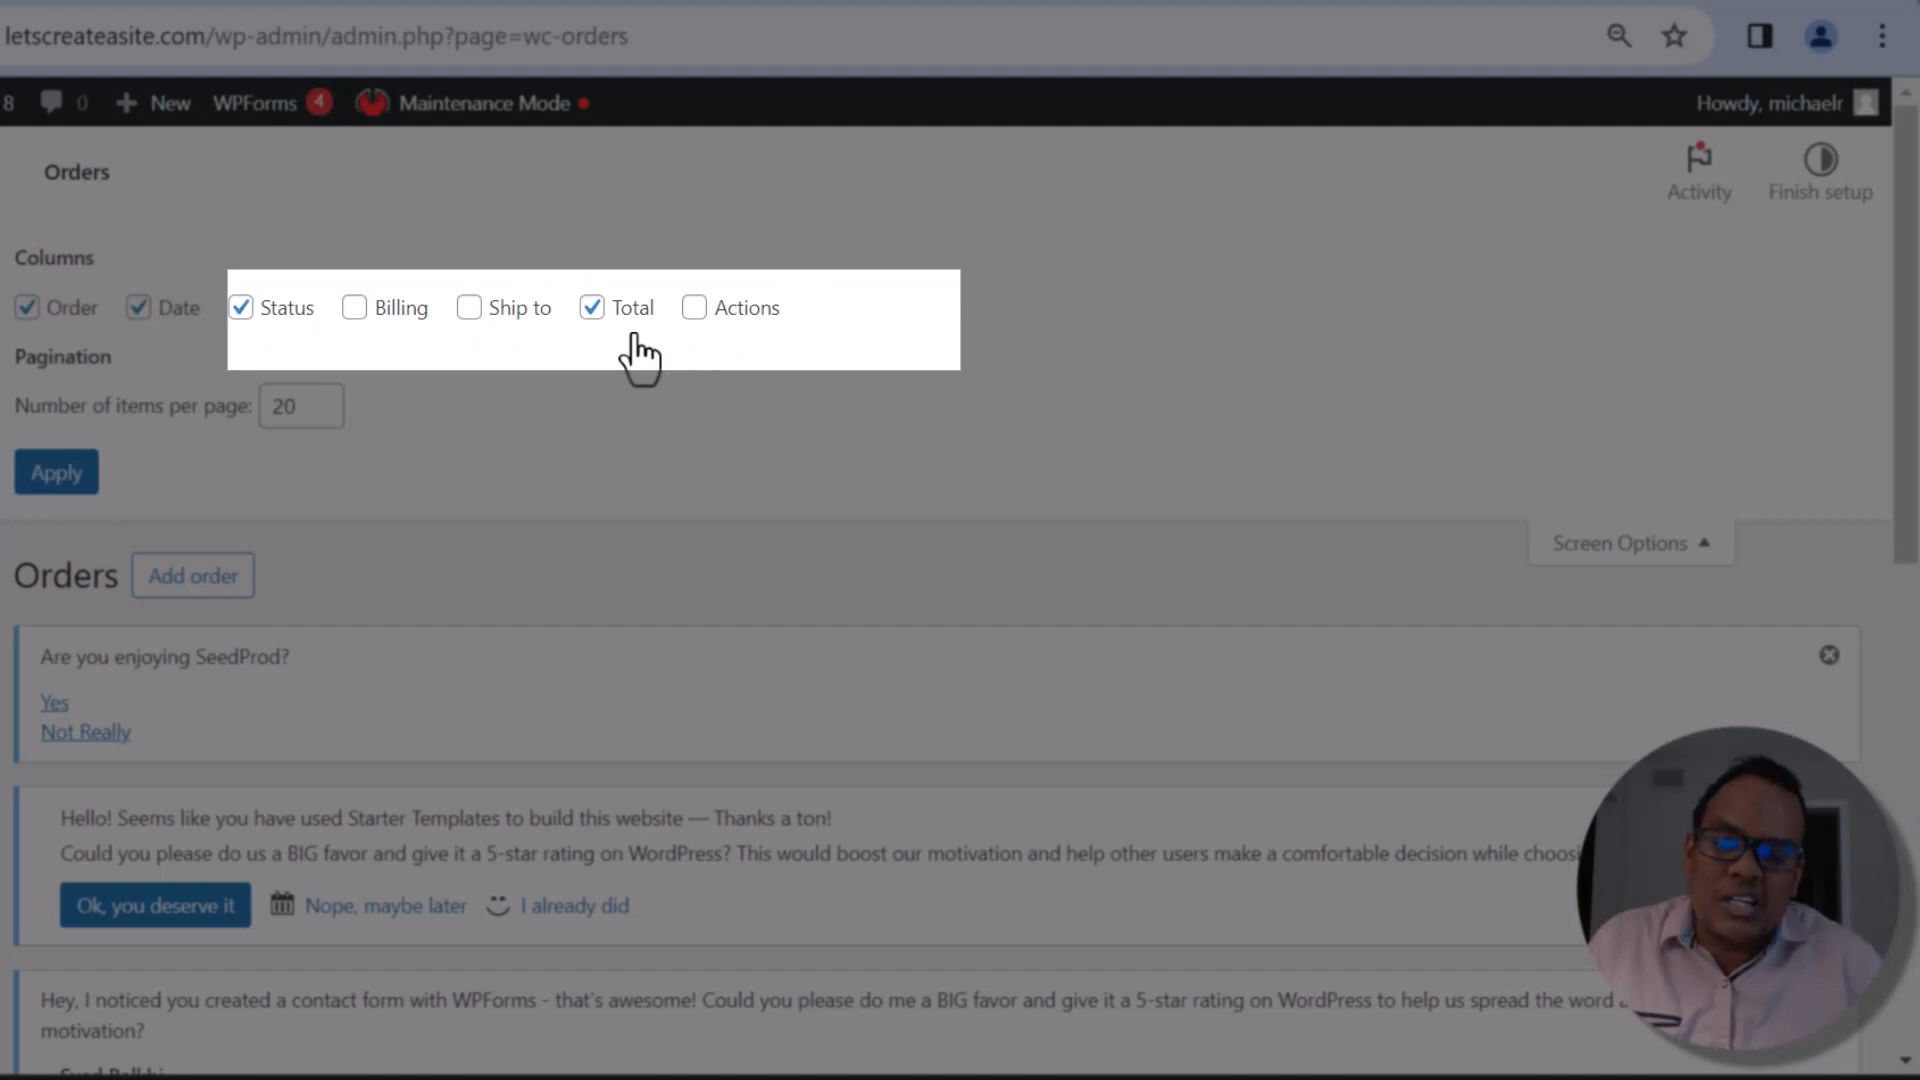 letscreateasite.com/wp-admin/admin.php?page=wc-orders
8 0 New WPForms 4 Maintenance Mode Howdy, michaelr
Orders
Activity Finish setup
Columns
Order Date Status Billing Ship to Total Actions
Pagination
Number of items per page: 20
Apply
Screen Options
Orders Add order
Are you enjoying SeedProd?
Yes
Not Really
Hello! Seems like you have used Starter Templates to build this website — Thanks a ton!
Could you please do us a BIG favor and give it a 5-star rating on WordPress? This would boost our motivation and help other users make a comfortable decision while choosi
Ok, you deserve it Nope, maybe later I already did
Hey, I noticed you created a contact form with WPForms - that's awesome! Could you please do me a BIG favor and give it a 5-star rating on WordPress to help us spread the word
motivation?